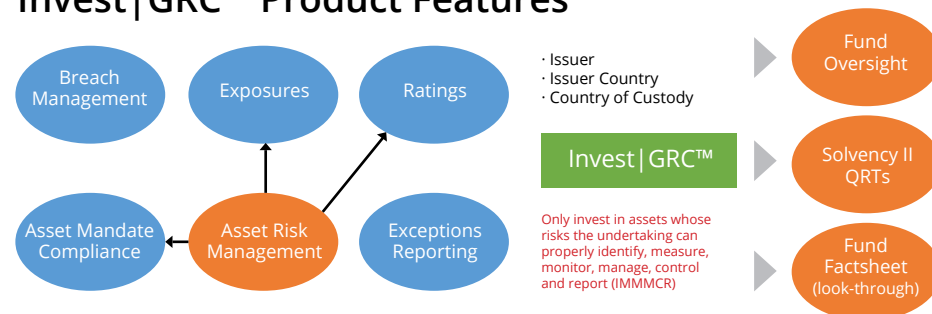 Invest|GRC™ Product Features
Breach
Management
Exposures
Ratings
Asset Mandate
Compliance
Asset Risk
Management
Exceptions
Reporting
· Issuer
· Issuer Country
· Country of Custody
Invest|GRC™
Only invest in assets whose
risks the undertaking can
properly identify, measure,
monitor, manage, control
and report (IMMMCR)
Fund
Oversight
Solvency II
QRTs
Fund
Factsheet
(look-through)